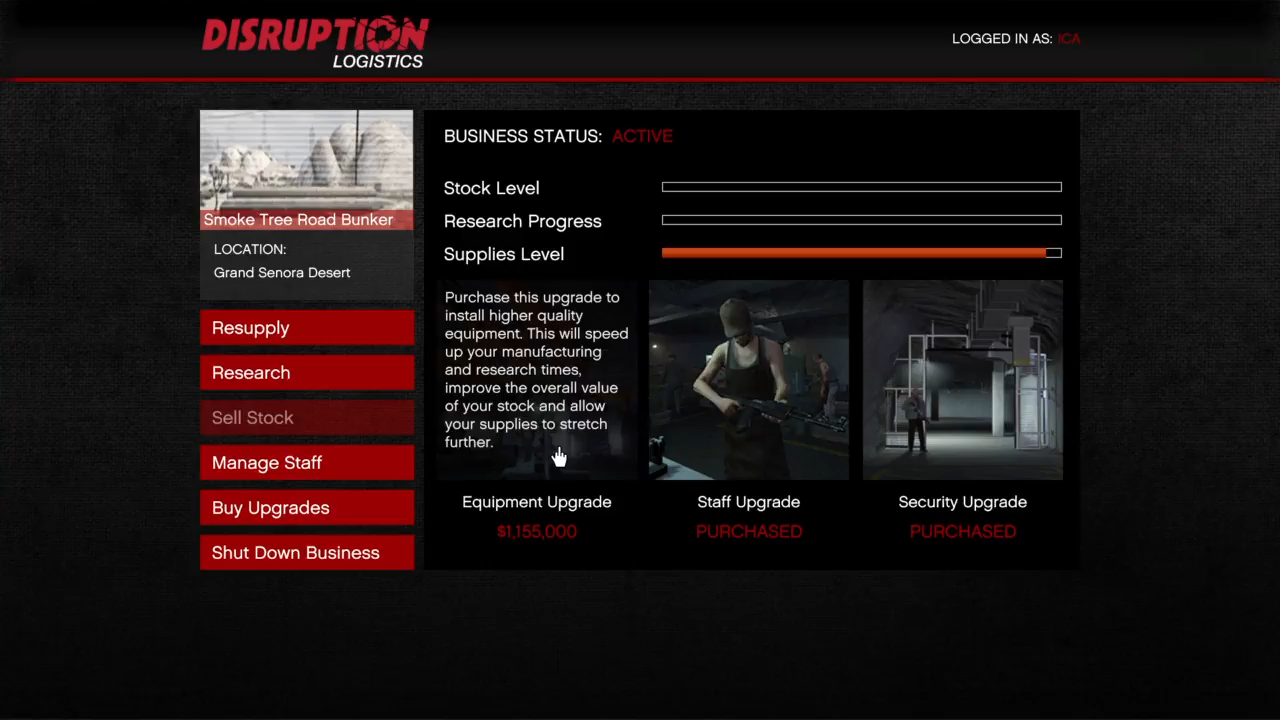 DISRUPTION
LOGISTICS
LOGGED IN AS: ICA
Smoke Tree Road Bunker
LOCATION:
Grand Senora Desert
Resupply
Research
Sell Stock
Manage Staff
Buy Upgrades
Shut Down Business
BUSINESS STATUS: ACTIVE
Stock Level
Research Progress
Supplies Level
Purchase this upgrade to
install higher quality
equipment. This will speed
up your manufacturing
and research times,
improve the overall value
of your stock and allow
your supplies to stretch
further.
Equipment Upgrade
$1,155,000
Staff Upgrade
PURCHASED
Security Upgrade
PURCHASED